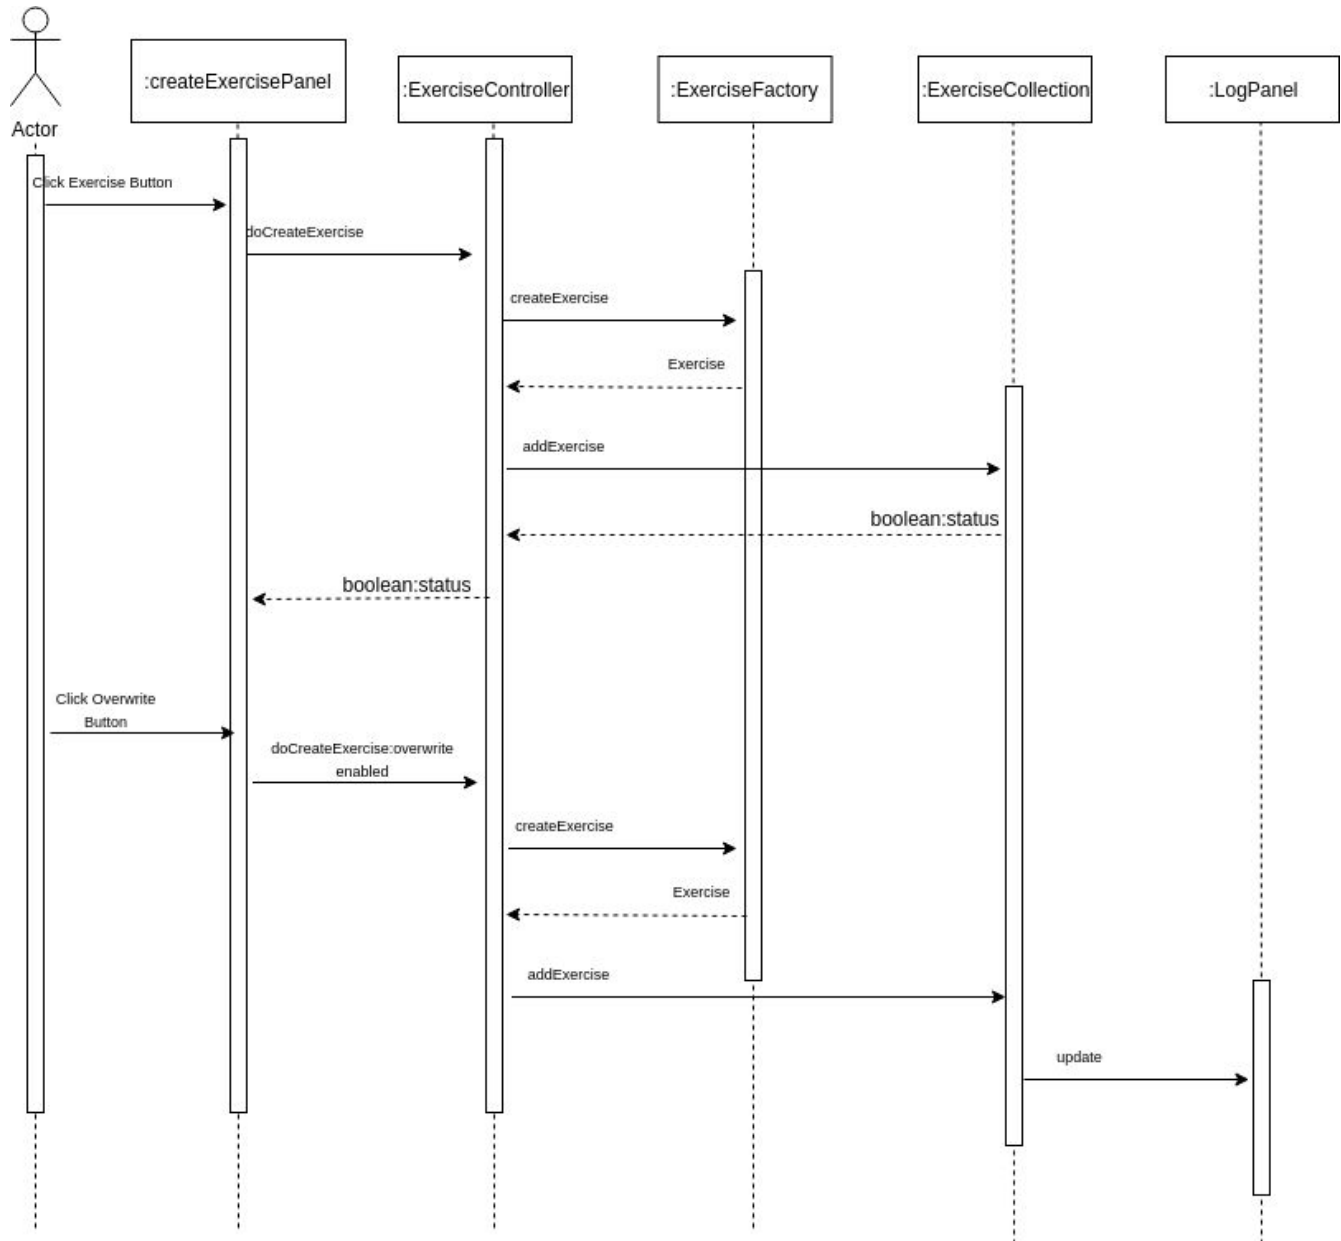 Actor
:createExercisePanel
:ExerciseController
:ExerciseFactory
:ExerciseCollection
:LogPanel
Click Exercise Button
doCreateExercise
createExercise
Exercise
addExercise
boolean:status
boolean:status
Click Overwrite
Button
doCreateExercise:overwrite
enabled
createExercise
Exercise
addExercise
update